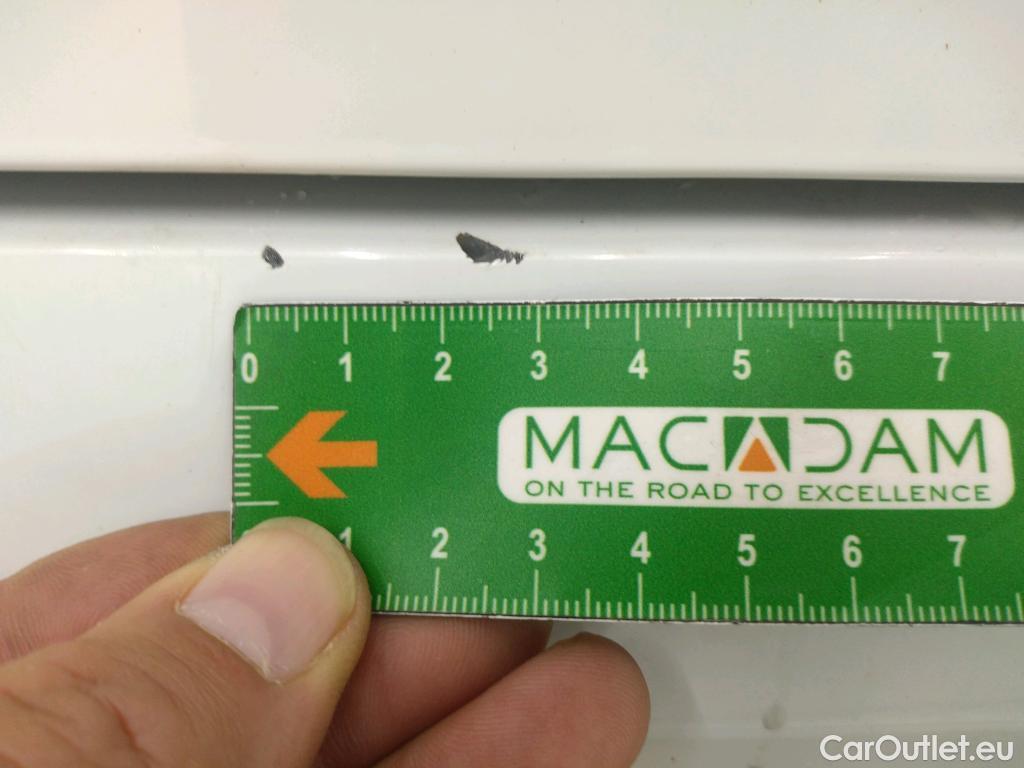 0 1 2 3 4 5 6 7
MACADAM
ON THE ROAD TO EXCELLENCE
1 2 3 4 5 6 7
CarOutlet.eu